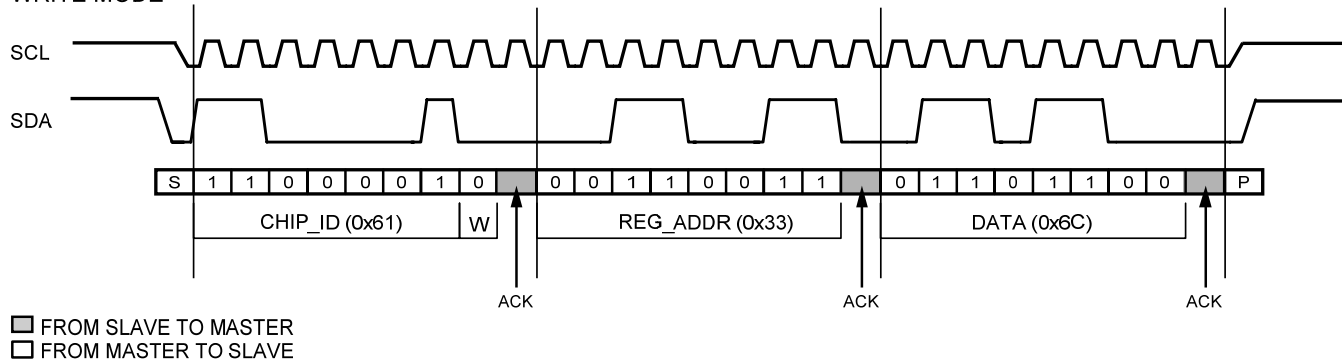 SCL
SDA
S 1 1 0 0 0 0 1 0 0 0 1 1 0 0 1 1 0 1 1 0 1 1 0 0 P
CHIP_ID (0x61) W REG_ADDR (0x33) DATA (0x6C)
ACK ACK ACK
FROM SLAVE TO MASTER
FROM MASTER TO SLAVE